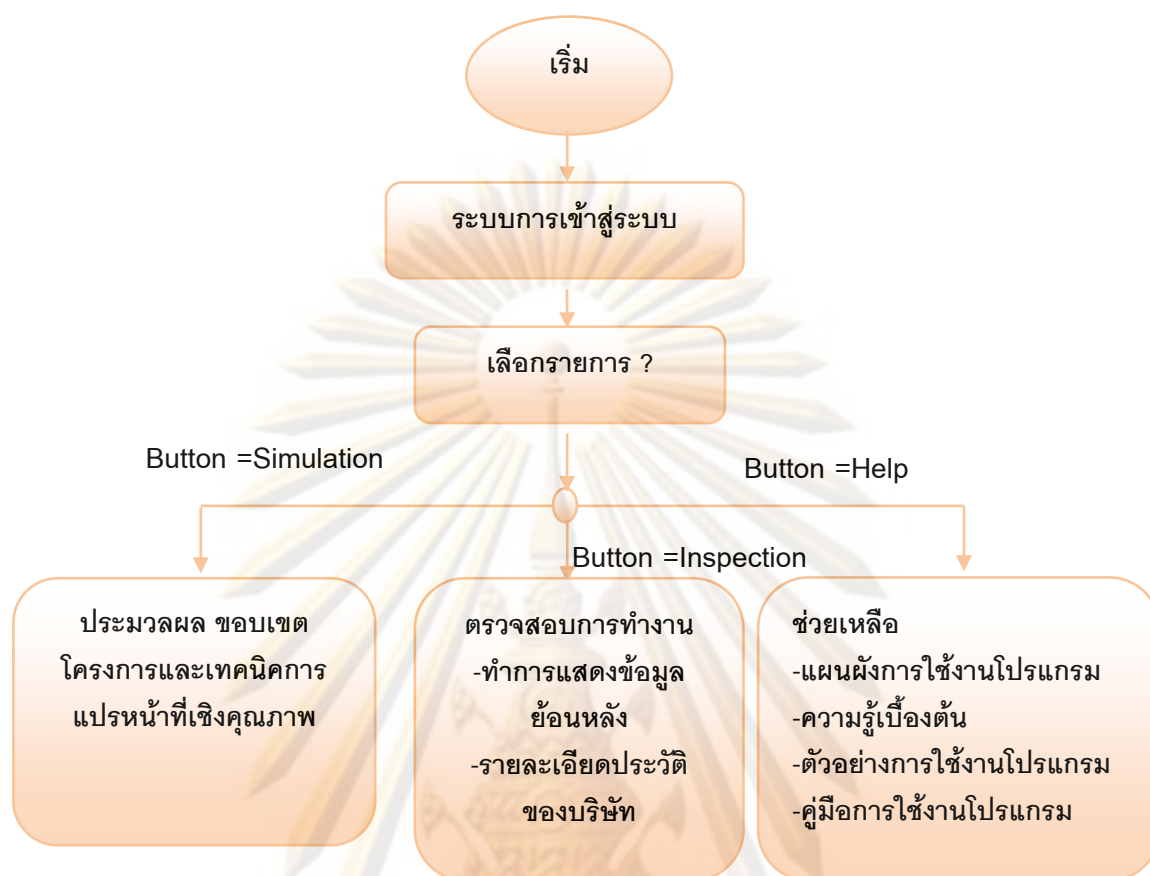 เริ่ม
ระบบการเข้าสู่ระบบ
เลือกรายการ ?
Button =Simulation
Button =Help
Button =Inspection
ประมวลผล ขอบเขต
โครงการและเทคนิคการ
แปรหน้าที่เชิงคุณภาพ
ตรวจสอบการทำงาน
-ทำการแสดงข้อมูล
ย้อนหลัง
-รายละเอียดประวัติ
ของบริษัท
ช่วยเหลือ
-แผนผังการใช้งานโปรแกรม
-ความรู้เบื้องต้น
-ตัวอย่างการใช้งานโปรแกรม
-คู่มือการใช้งานโปรแกรม